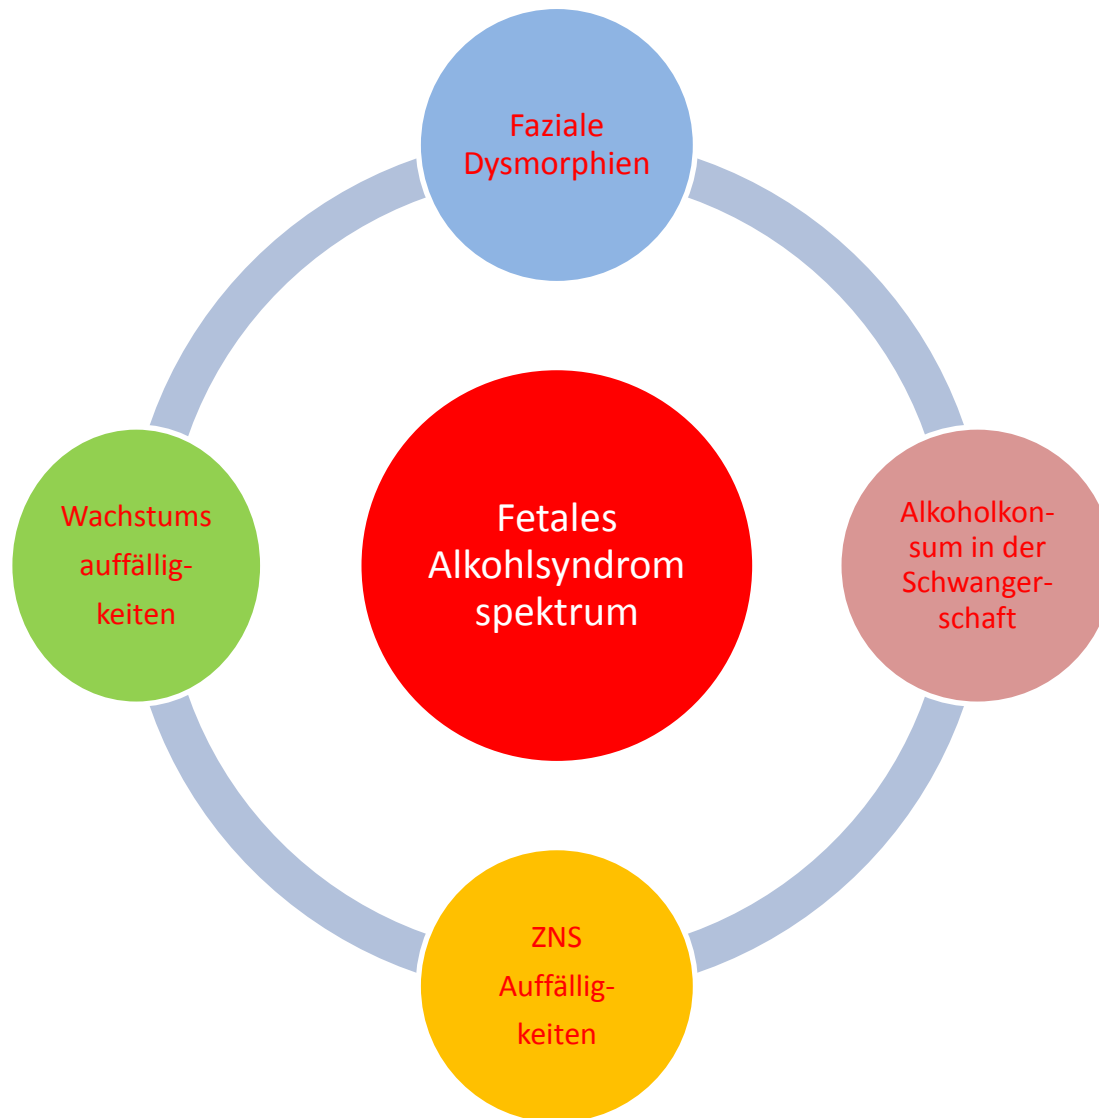 Faziale
Dysmorphien
Wachstums
auffällig-
keiten
Fetales
Alkohlsyndrom
spektrum
Alkoholkon-
sum in der
Schwanger-
schaft
ZNS
Auffällig-
keiten